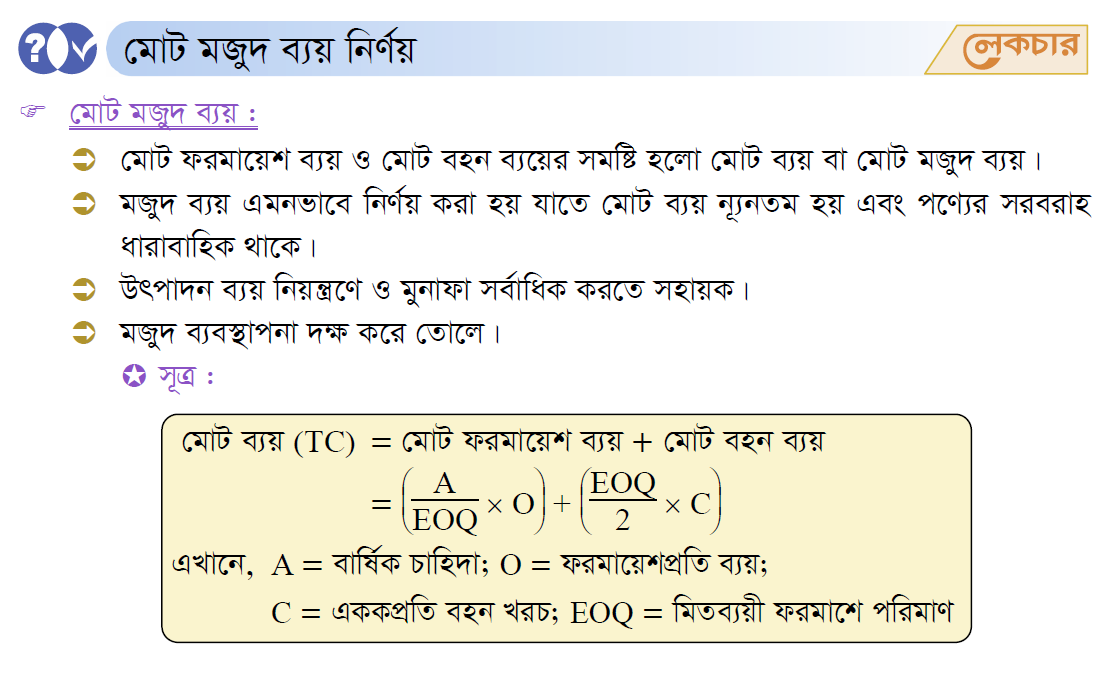 মোট মজুদ ব্যয় নির্ণয়
লেকচার
মোট মজুদ ব্যয় :
মোট ফরমায়েশ ব্যয় ও মোট বহন ব্যয়ের সমষ্টি হলো মোট ব্যয় বা মোট মজুদ ব্যয়।
মজুদ ব্যয় এমনভাবে নির্ণয় করা হয় যাতে মোট ব্যয় ন্যূনতম হয় এবং পণ্যের সরবরাহ
ধারাবাহিক থাকে।
উৎপাদন ব্যয় নিয়ন্ত্রণে ও মুনাফা সর্বাধিক করতে সহায়ক।
মজুদ ব্যবস্থাপনা দক্ষ করে তোলে।
সূত্র :
মোট ব্যয় (TC) = মোট ফরমায়েশ ব্যয় + মোট বহন ব্যয়
= (A/EOQ × O) + (EOQ/2 × C)
এখানে, A = বার্ষিক চাহিদা; O = ফরমায়েশপ্রতি ব্যয়;
C = এককপ্রতি বহন খরচ; EOQ = মিতব্যয়ী ফরমাশে পরিমাণ